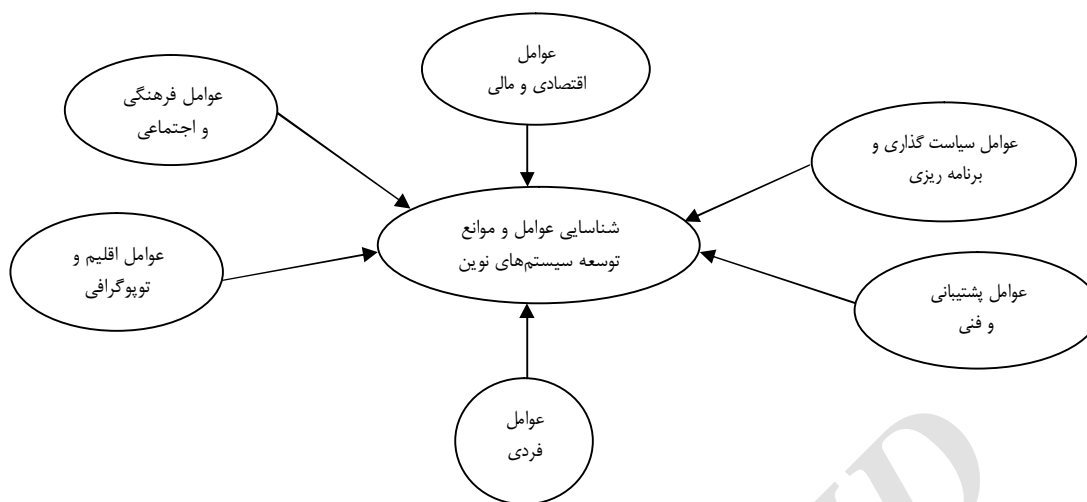 عوامل
اقتصادی و مالی
عوامل فرهنگی
و اجتماعی
عوامل سیاست گذاری و
برنامه ریزی
شناسایی عوامل و موانع
توسعه سیستم‌های نوین
عوامل اقلیم و
توپوگرافی
عوامل پشتیبانی
و فنی
عوامل
فردی